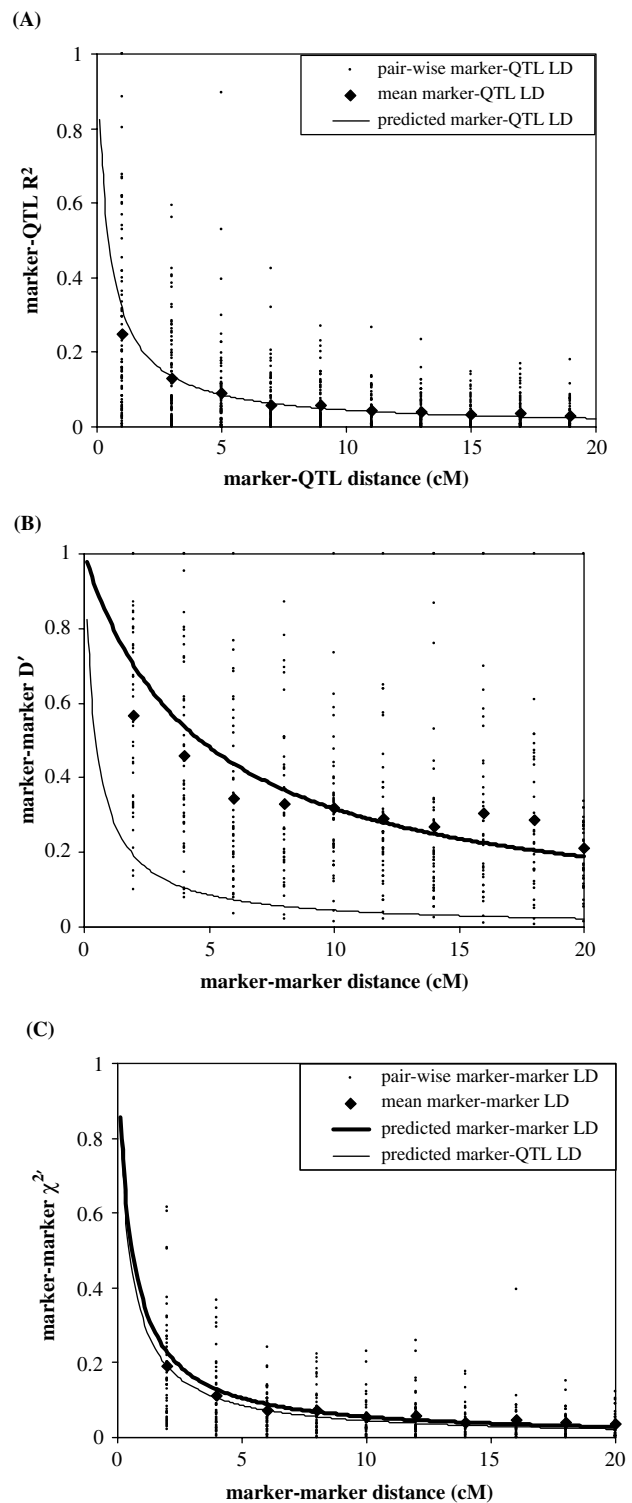 (A)
1
0.8
0.6
0.4
0.2
0
marker-QTL R²
pair-wise marker-QTL LD
mean marker-QTL LD
predicted marker-QTL LD
0 5 10 15 20
marker-QTL distance (cM)
(B)
1
0.8
0.6
0.4
0.2
0
marker-marker D′
0 5 10 15 20
marker-marker distance (cM)
(C)
1
0.8
0.6
0.4
0.2
0
marker-marker χ²′
pair-wise marker-marker LD
mean marker-marker LD
predicted marker-marker LD
predicted marker-QTL LD
0 5 10 15 20
marker-marker distance (cM)